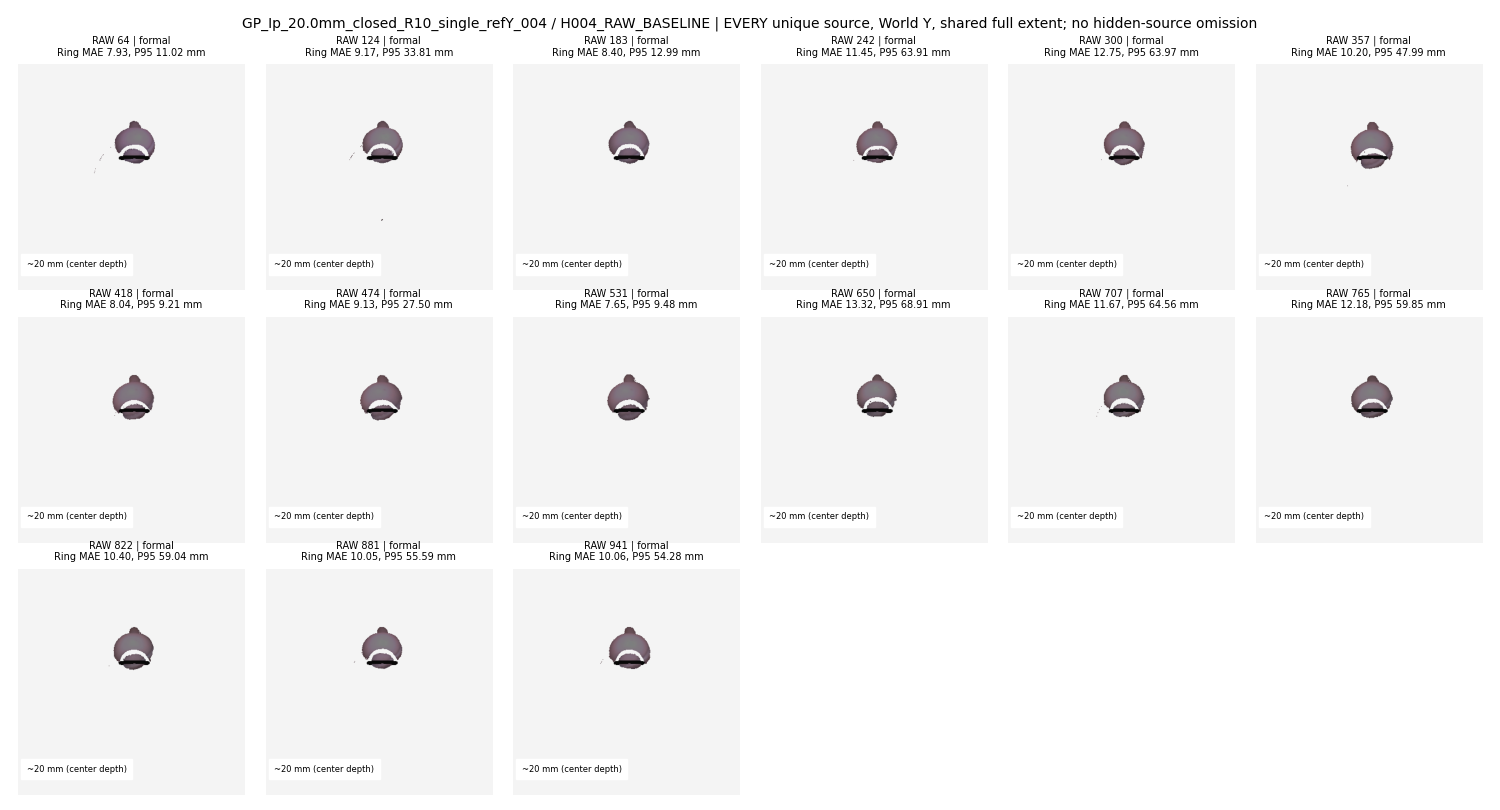 GP_Ip_20.0mm_closed_R10_single_refY_004 / H004_RAW_BASELINE | EVERY unique source, World Y, shared full extent; no hidden-source omission
RAW 64 | formal
Ring MAE 7.93, P95 11.02 mm
~20 mm (center depth)
RAW 124 | formal
Ring MAE 9.17, P95 33.81 mm
~20 mm (center depth)
RAW 183 | formal
Ring MAE 8.40, P95 12.99 mm
~20 mm (center depth)
RAW 242 | formal
Ring MAE 11.45, P95 63.91 mm
~20 mm (center depth)
RAW 300 | formal
Ring MAE 12.75, P95 63.97 mm
~20 mm (center depth)
RAW 357 | formal
Ring MAE 10.20, P95 47.99 mm
~20 mm (center depth)
RAW 418 | formal
Ring MAE 8.04, P95 9.21 mm
~20 mm (center depth)
RAW 474 | formal
Ring MAE 9.13, P95 27.50 mm
~20 mm (center depth)
RAW 531 | formal
Ring MAE 7.65, P95 9.48 mm
~20 mm (center depth)
RAW 650 | formal
Ring MAE 13.32, P95 68.91 mm
~20 mm (center depth)
RAW 707 | formal
Ring MAE 11.67, P95 64.56 mm
~20 mm (center depth)
RAW 765 | formal
Ring MAE 12.18, P95 59.85 mm
~20 mm (center depth)
RAW 822 | formal
Ring MAE 10.40, P95 59.04 mm
~20 mm (center depth)
RAW 881 | formal
Ring MAE 10.05, P95 55.59 mm
~20 mm (center depth)
RAW 941 | formal
Ring MAE 10.06, P95 54.28 mm
~20 mm (center depth)